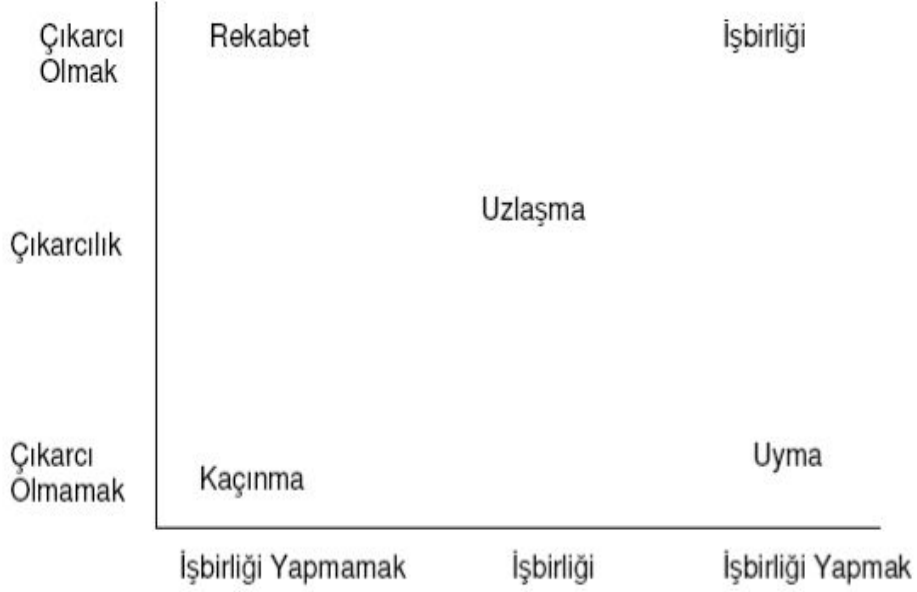 Çıkarcı
Olmak
Rekabet
İşbirliği
Uzlaşma
Çıkarcılık
Çıkarcı
Olmamak
Kaçınma
Uyma
İşbirliği Yapmamak
İşbirliği
İşbirliği Yapmak